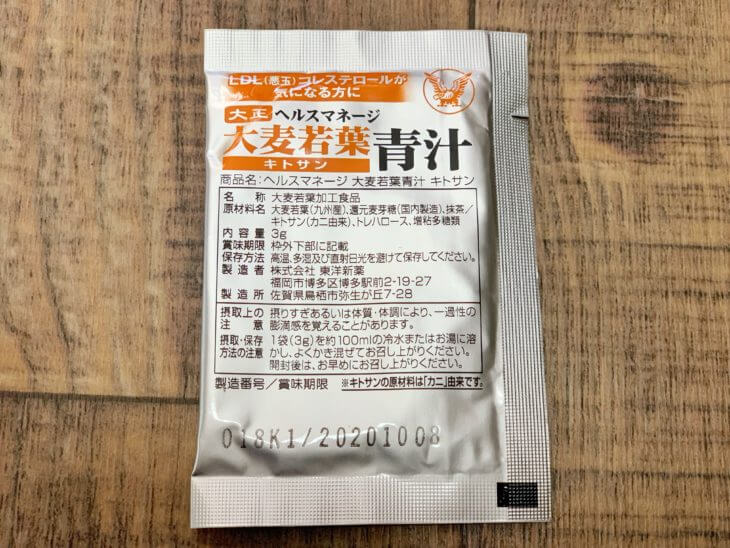 LDL(悪玉)コレステロールが
気になる方に
大正 ヘルスマネージ
大麦若葉青汁
キトサン
商品名:ヘルスマネージ 大麦若葉青汁 キトサン
名称 大麦若葉加工食品
原材料名 大麦若葉(九州産)、還元麦芽糖(国内製造)、抹茶/
キトサン(カニ由来)、トレハロース、増粘多糖類
内容量 3g
賞味期限 枠外下部に記載
保存方法 高温、多湿及び直射日光を避けて保存してください。
製造者 株式会社 東洋新薬
福岡市博多区博多駅前2-19-27
製造所 佐賀県鳥栖市弥生が丘7-28
摂取上の 摂りすぎあるいは体質・体調により、一過性の
注意 膨満感を覚えることがあります。
摂取・保存 1袋(3g)を約100mlの冷水またはお湯に溶
方法の注意 かし、よくかき混ぜてお召し上がりください。
開封後は、お早めにお召し上がりください。
製造番号/賞味期限 ※キトサンの原材料は「カニ」由来です。
018K1/20201008